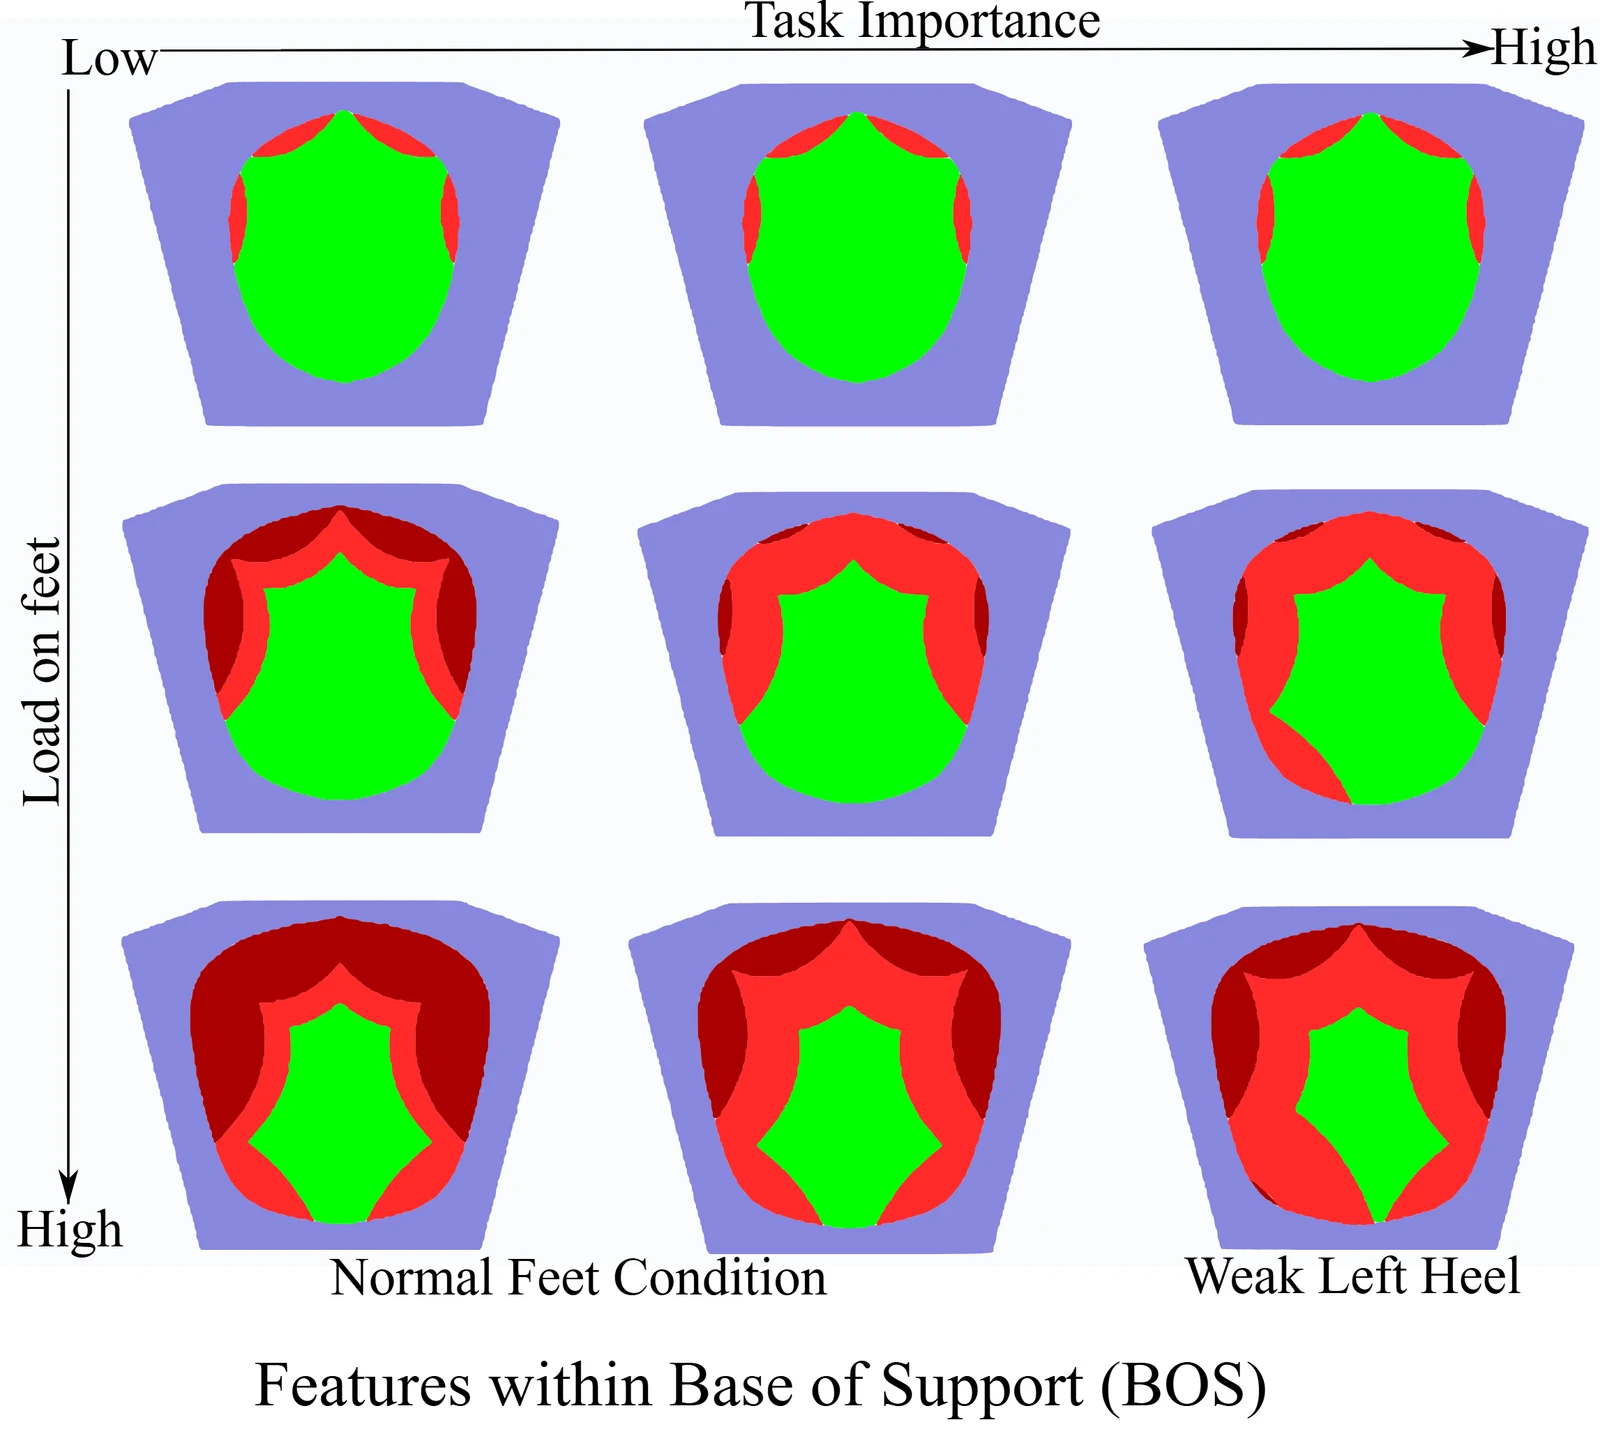 Task Importance
Low
High
Load on feet
High
Normal Feet Condition
Weak Left Heel
Features within Base of Support (BOS)